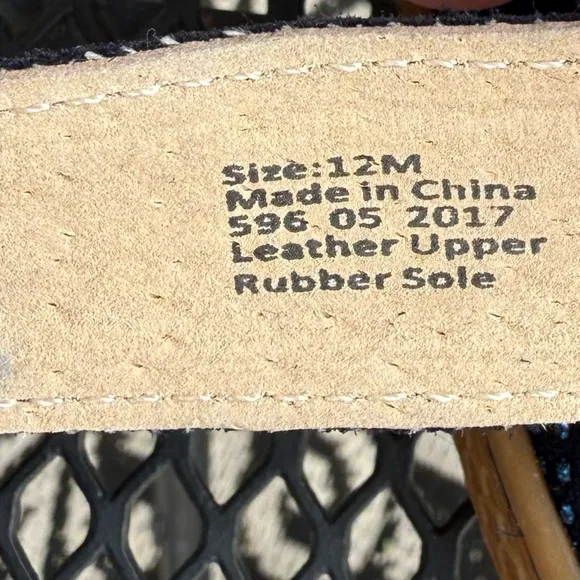 Size:12M
Made in China
596 05 2017
Leather Upper
Rubber Sole